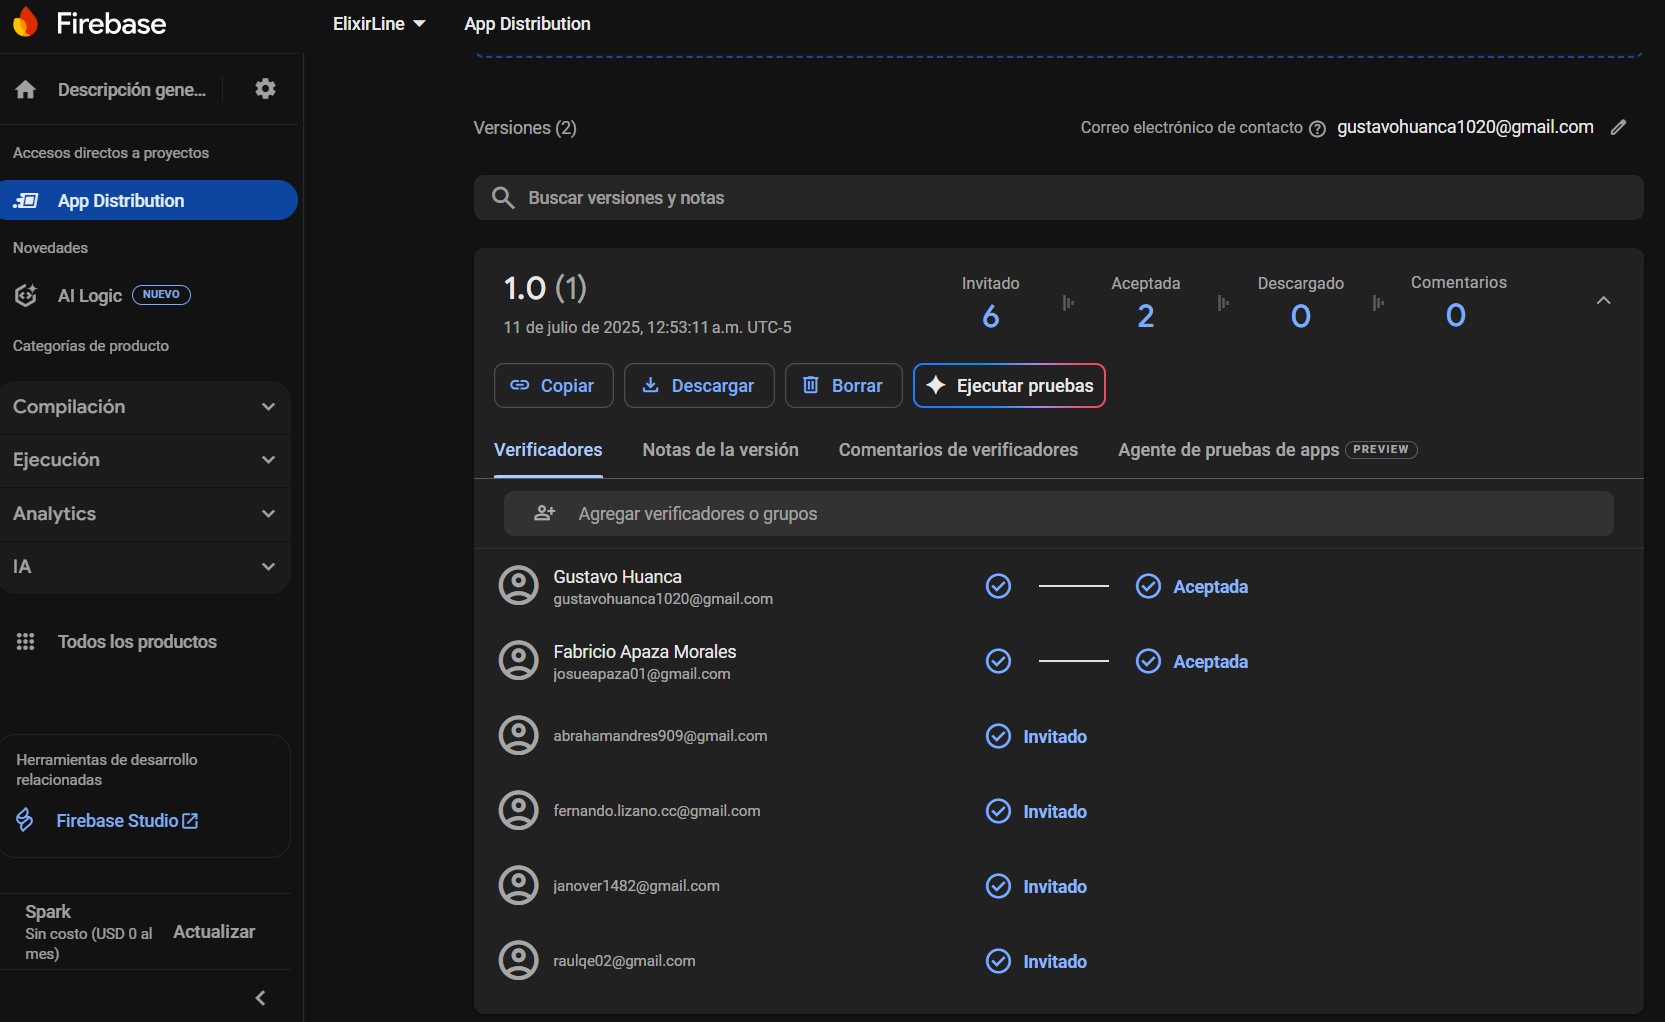 Firebase
ElixirLine
App Distribution
Descripción gene...
Accesos directos a proyectos
App Distribution
Novedades
AI Logic NUEVO
Categorías de producto
Compilación
Ejecución
Analytics
IA
Todos los productos
Herramientas de desarrollo
relacionadas
Firebase Studio
Spark
Sin costo (USD 0 al
mes)
Actualizar
Versiones (2)
Correo electrónico de contacto gustavohuanca1020@gmail.com
Buscar versiones y notas
1.0 (1)
11 de julio de 2025, 12:53:11 a.m. UTC-5
Invitado
6
Aceptada
2
Descargado
0
Comentarios
0
Copiar
Descargar
Borrar
Ejecutar pruebas
Verificadores
Notas de la versión
Comentarios de verificadores
Agente de pruebas de apps PREVIEW
Agregar verificadores o grupos
Gustavo Huanca
gustavohuanca1020@gmail.com
Aceptada
Fabricio Apaza Morales
josueapaza01@gmail.com
Aceptada
abrahamandres909@gmail.com
Invitado
fernando.lizano.cc@gmail.com
Invitado
janover1482@gmail.com
Invitado
raulqe02@gmail.com
Invitado